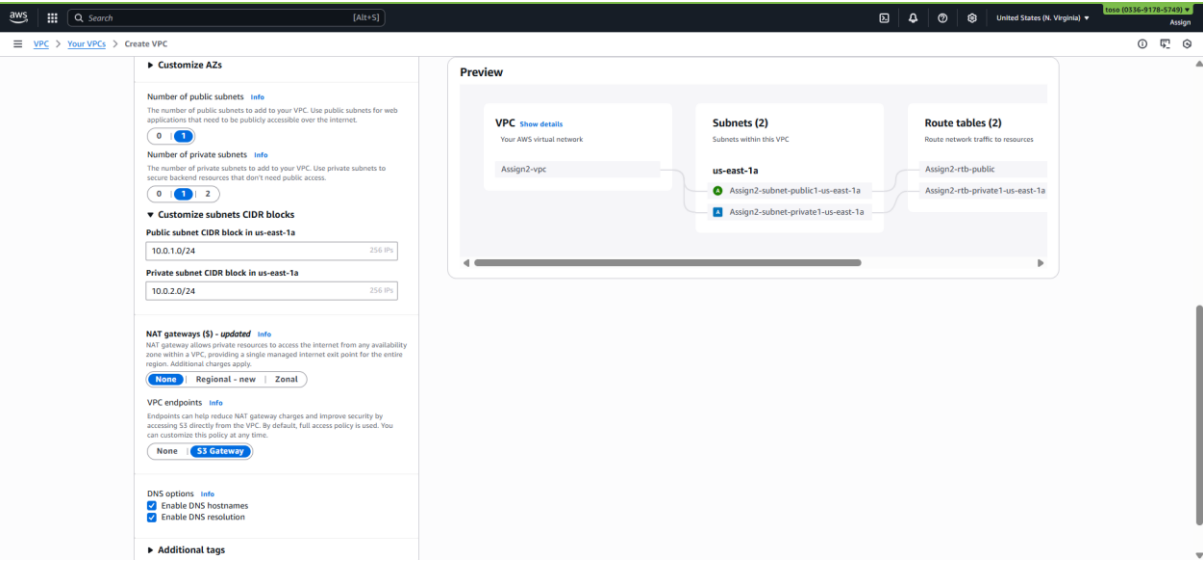 aws
Search
[Alt+S]
United States (N. Virginia) ▼
toso (0336-9178-5749) ▼
Assign
VPC > Your VPCs > Create VPC
▶ Customize AZs
Number of public subnets Info
The number of public subnets to add to your VPC. Use public subnets for web
applications that need to be publicly accessible over the internet.
0 | 1
Number of private subnets Info
The number of private subnets to add to your VPC. Use private subnets to
secure backend resources that don't need public access.
0 | 1 | 2
▼ Customize subnets CIDR blocks
Public subnet CIDR block in us-east-1a
10.0.1.0/24 256 IPs
Private subnet CIDR block in us-east-1a
10.0.2.0/24 256 IPs
NAT gateways ($) - updated Info
NAT gateway allows private resources to access the internet from any availability
zone within a VPC, providing a single managed internet exit point for the entire
region. Additional charges apply.
None | Regional - new | Zonal
VPC endpoints Info
Endpoints can help reduce NAT gateway charges and improve security by
accessing S3 directly from the VPC. By default, full access policy is used. You
can customize this policy at any time.
None | S3 Gateway
DNS options Info
Enable DNS hostnames
Enable DNS resolution
▶ Additional tags
Preview
VPC Show details
Your AWS virtual network
Assign2-vpc
Subnets (2)
Subnets within this VPC
us-east-1a
A Assign2-subnet-public1-us-east-1a
A Assign2-subnet-private1-us-east-1a
Route tables (2)
Route network traffic to resources
Assign2-rtb-public
Assign2-rtb-private1-us-east-1a